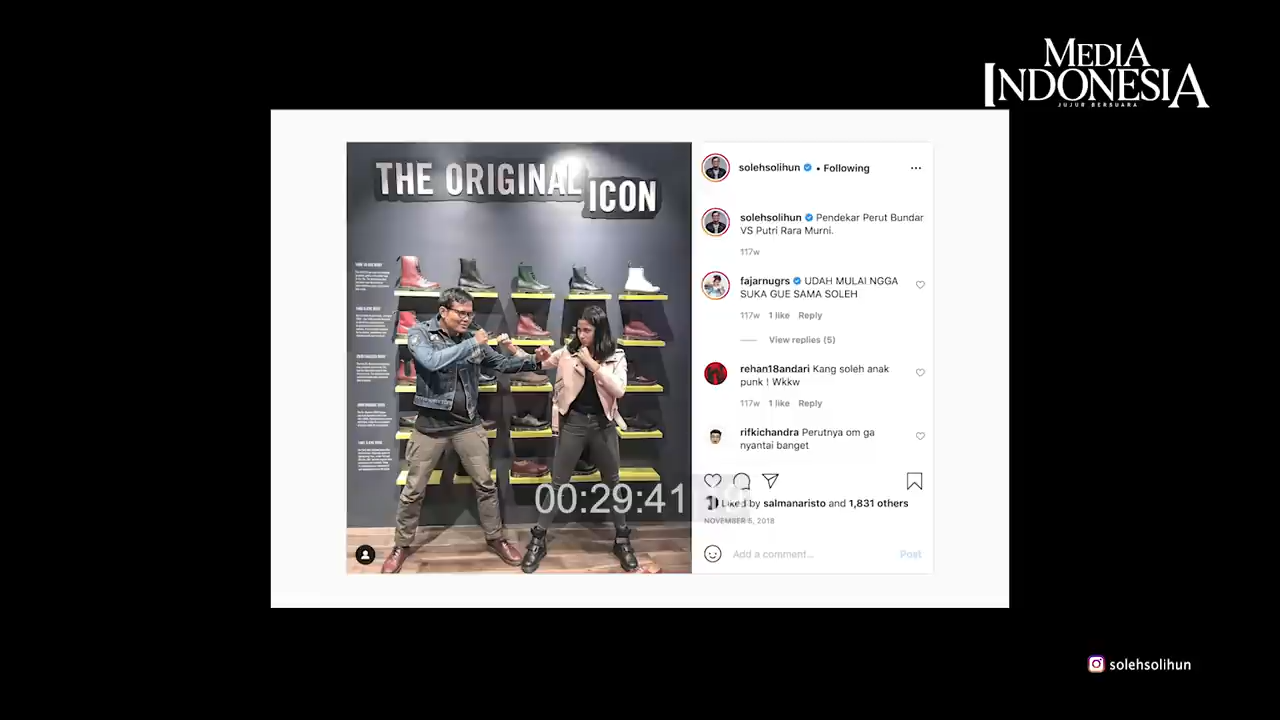 MEDIA
INDONESIA
JUJUR BERSUARA
THE ORIGINAL
ICON
solehsolihun • Following
solehsolihun Pendekar Perut Bundar
VS Putri Rara Murni.
117w
fajarnugrs UDAH MULAI NGGA
SUKA GUE SAMA SOLEH
117w 1 like Reply
View replies (5)
rehan18andari Kang soleh anak
punk ! Wkkw
117w 1 like Reply
rifkichandra Perutnya om ga
nyantai banget
00:29:41
Liked by salmanaristo and 1,831 others
NOVEMBER 5, 2018
Add a comment...
Post
solehsolihun